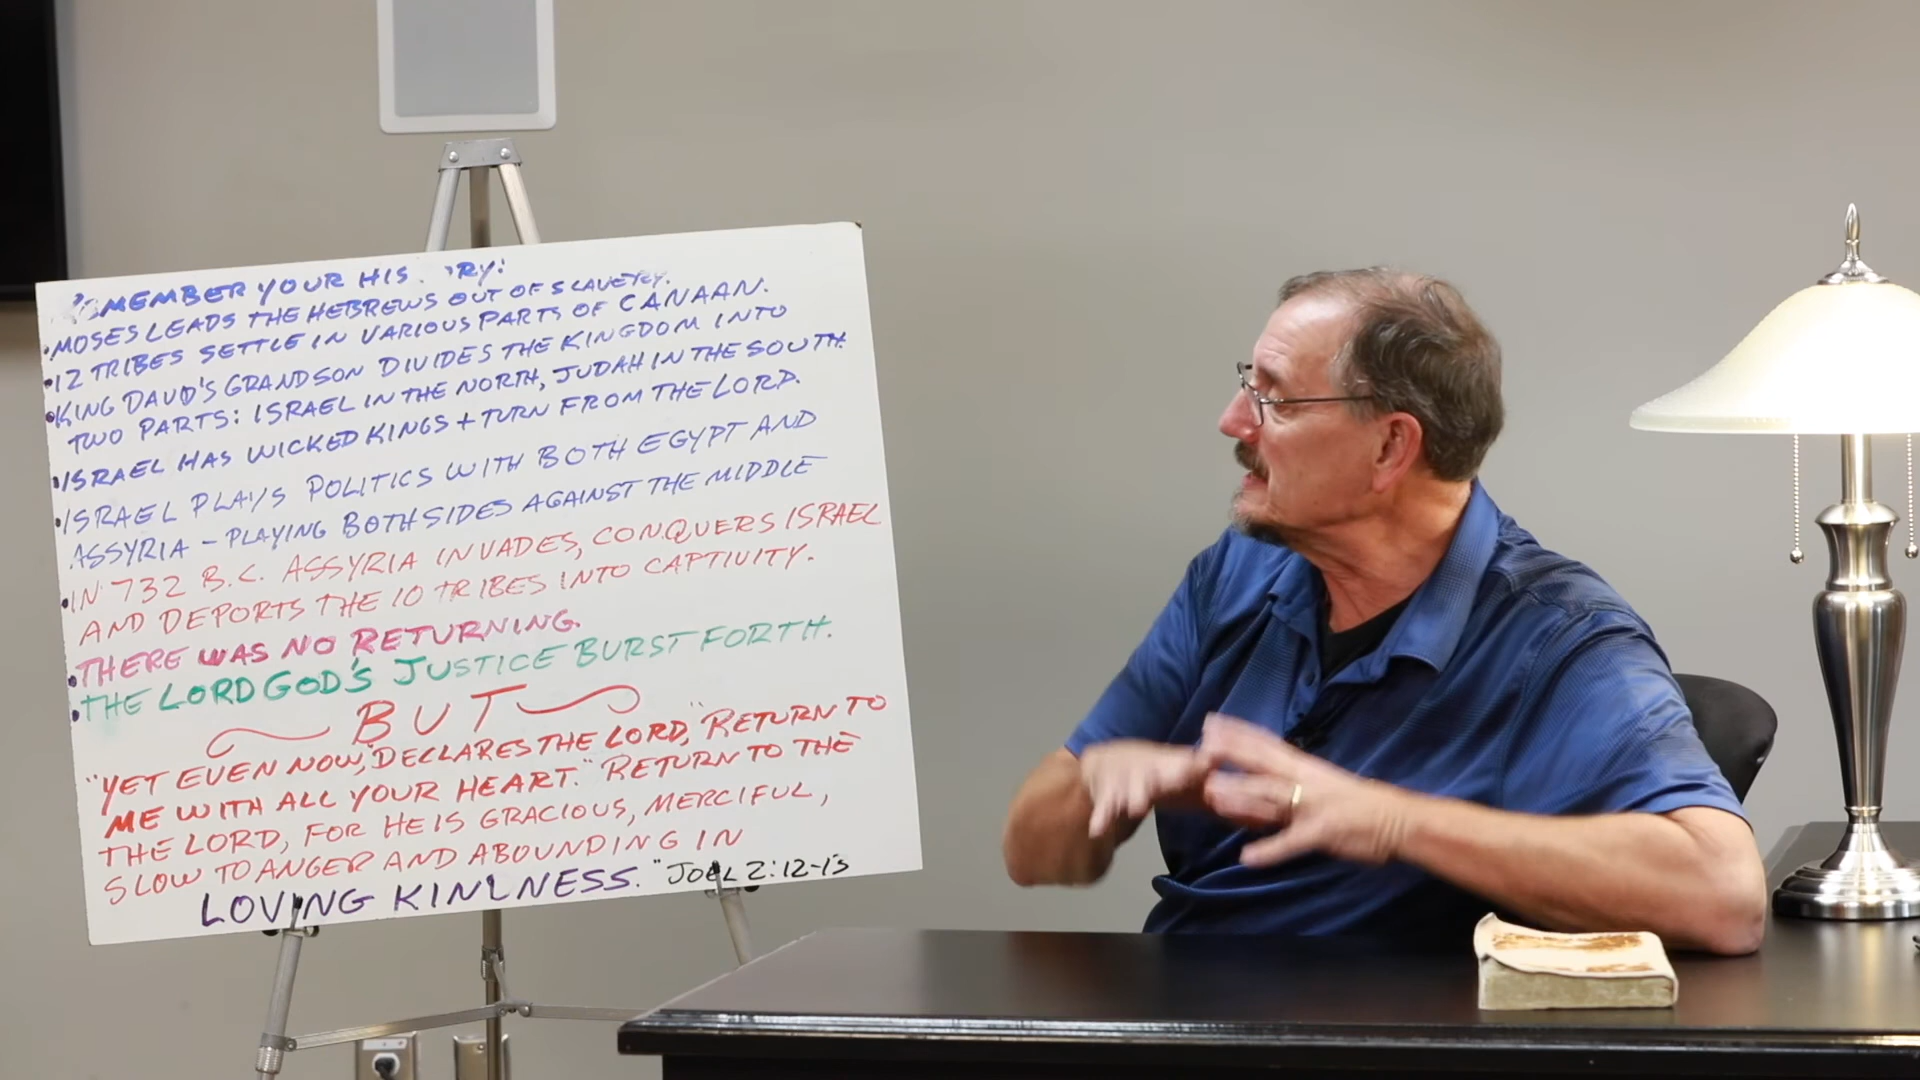 REMEMBER YOUR HIS RY:
• MOSES LEADS THE HEBREWS OUT OF SLAVERY.
• 12 TRIBES SETTLE IN VARIOUS PARTS OF CANAAN.
• KING DAVID'S GRANDSON DIVIDES THE KINGDOM INTO
TWO PARTS: ISRAEL IN THE NORTH, JUDAH IN THE SOUTH.
• ISRAEL HAS WICKED KINGS + TURN FROM THE LORD.
• ISRAEL PLAYS POLITICS WITH BOTH EGYPT AND
ASSYRIA - PLAYING BOTH SIDES AGAINST THE MIDDLE
• IN 732 B.C. ASSYRIA INVADES, CONQUERS ISRAEL
AND DEPORTS THE 10 TRIBES INTO CAPTIVITY.
• THERE WAS NO RETURNING.
• THE LORD GOD'S JUSTICE BURST FORTH.
BUT
"YET EVEN NOW," DECLARES THE LORD, "RETURN TO
ME WITH ALL YOUR HEART." RETURN TO THE
THE LORD, FOR HE IS GRACIOUS, MERCIFUL,
SLOW TO ANGER AND ABOUNDING IN
LOVING KINDNESS." JOEL 2:12-13